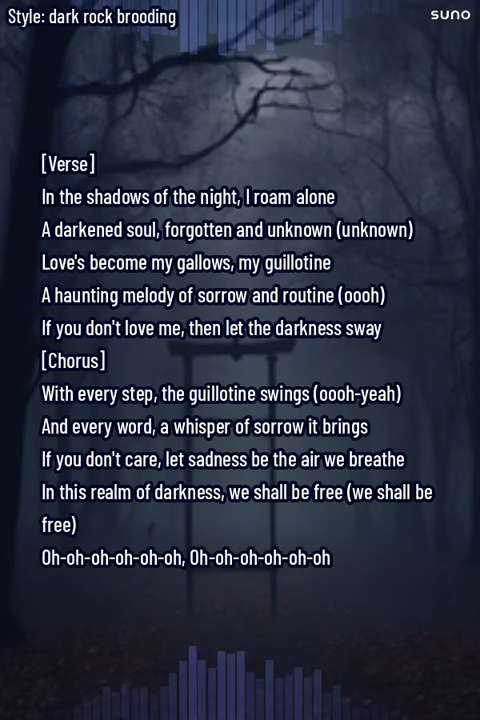 Style: dark rock brooding
suno
[Verse]
In the shadows of the night, I roam alone
A darkened soul, forgotten and unknown (unknown)
Love's become my gallows, my guillotine
A haunting melody of sorrow and routine (oooh)
If you don't love me, then let the darkness sway
[Chorus]
With every step, the guillotine swings (oooh-yeah)
And every word, a whisper of sorrow it brings
If you don't care, let sadness be the air we breathe
In this realm of darkness, we shall be free (we shall be
free)
Oh-oh-oh-oh-oh-oh, Oh-oh-oh-oh-oh-oh